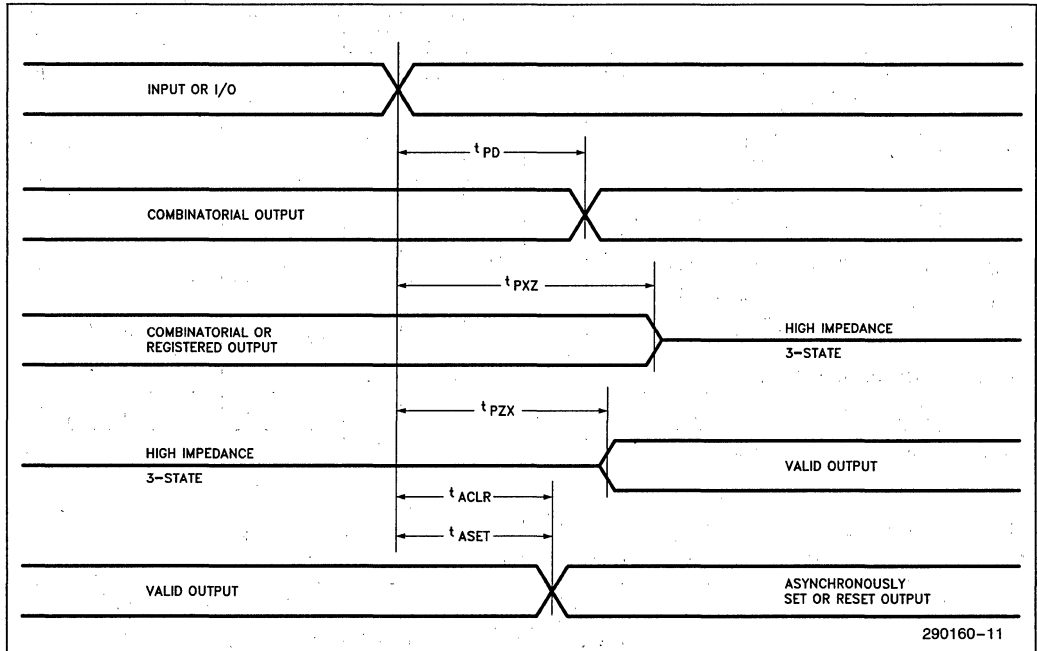 INPUT OR I/O
tPD
COMBINATORIAL OUTPUT
tPXZ
COMBINATORIAL OR
REGISTERED OUTPUT
HIGH IMPEDANCE
3-STATE
tPZX
HIGH IMPEDANCE
3-STATE
VALID OUTPUT
tACLR
tASET
VALID OUTPUT
ASYNCHRONOUSLY
SET OR RESET OUTPUT
290160-11